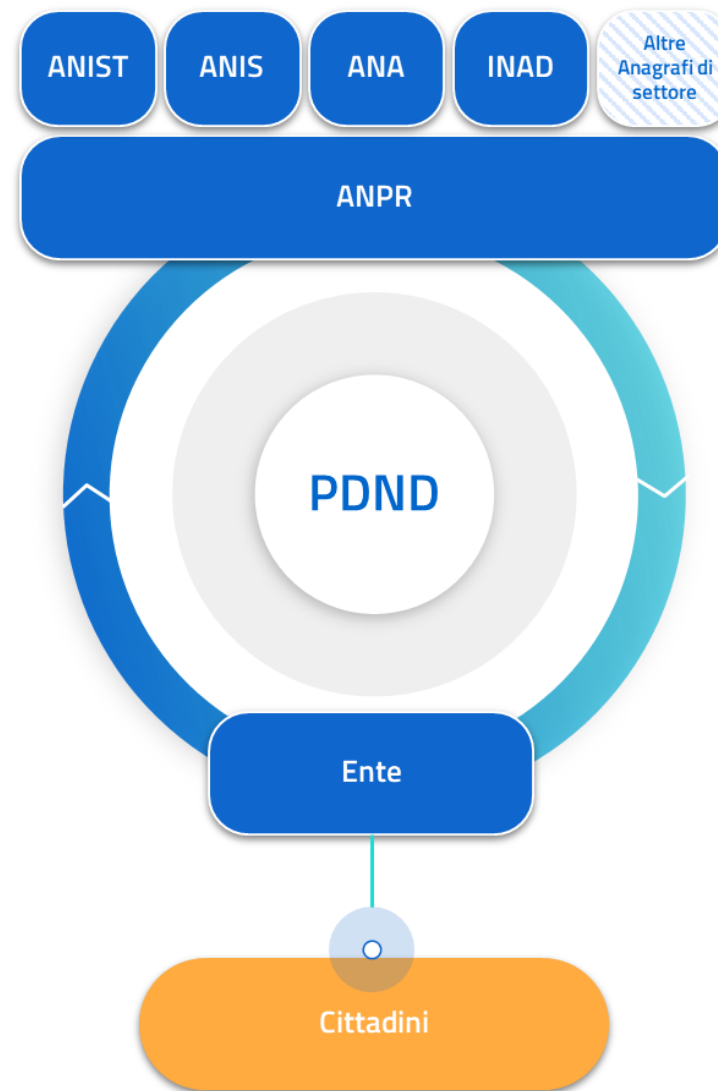 ANIST
ANIS
ANA
INAD
Altre
Anagrafi di
settore
ANPR
PDND
Ente
Cittadini